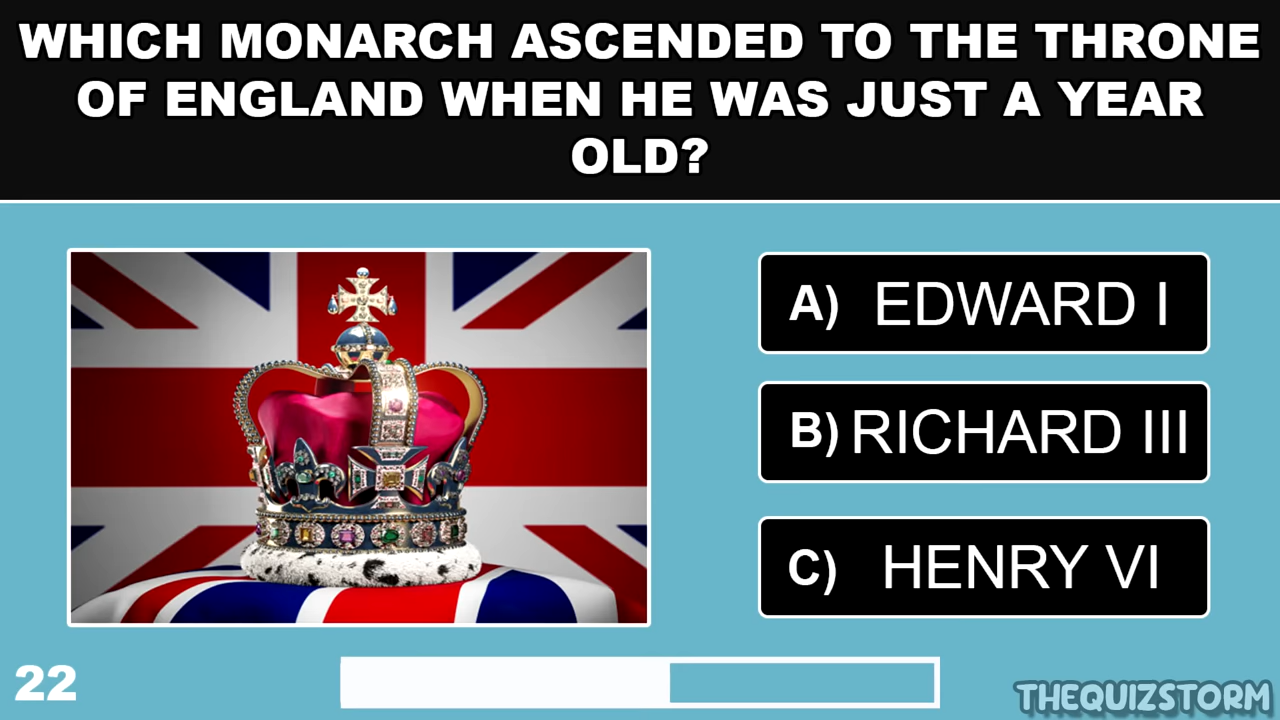 WHICH MONARCH ASCENDED TO THE THRONE
OF ENGLAND WHEN HE WAS JUST A YEAR
OLD?
A) EDWARD I
B) RICHARD III
C) HENRY VI
22
THEQUIZSTORM